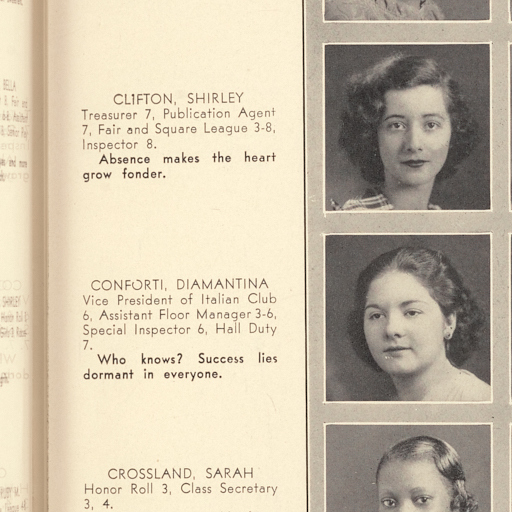 CLIFTON, SHIRLEY
Treasurer 7, Publication Agent
7, Fair and Square League 3-8,
Inspector 8.
Absence makes the heart
grow fonder.
CONFORTI, DIAMANTINA
Vice President of Italian Club
6, Assistant Floor Manager 3-6,
Special Inspector 6, Hall Duty
7.
Who knows? Success lies
dormant in everyone.
CROSSLAND, SARAH
Honor Roll 3, Class Secretary
3, 4.